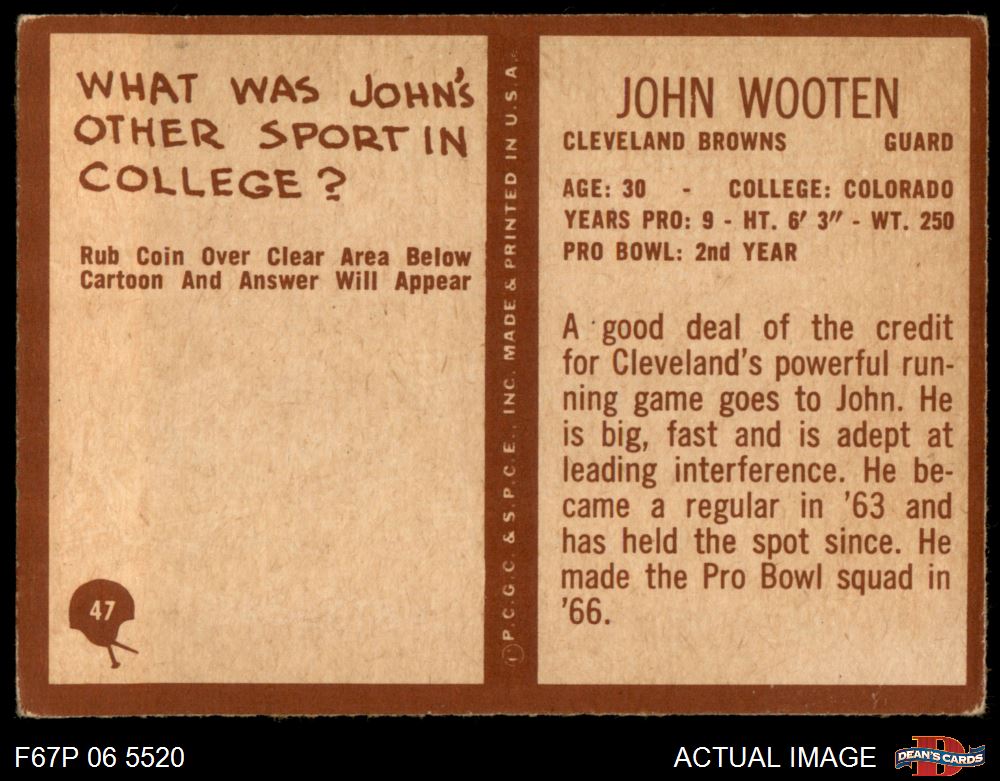 WHAT WAS JOHN'S
OTHER SPORT IN
COLLEGE?
Rub Coin Over Clear Area Below
Cartoon And Answer Will Appear
47
© P.C.G.C. & S.P.C.E., INC. MADE & PRINTED IN U.S.A.
JOHN WOOTEN
CLEVELAND BROWNS GUARD
AGE: 30 - COLLEGE: COLORADO
YEARS PRO: 9 - HT. 6' 3" - WT. 250
PRO BOWL: 2nd YEAR
A good deal of the credit
for Cleveland's powerful run-
ning game goes to John. He
is big, fast and is adept at
leading interference. He be-
came a regular in '63 and
has held the spot since. He
made the Pro Bowl squad in
'66.
F67P 06 5520
ACTUAL IMAGE
D
DEAN'S CARDS